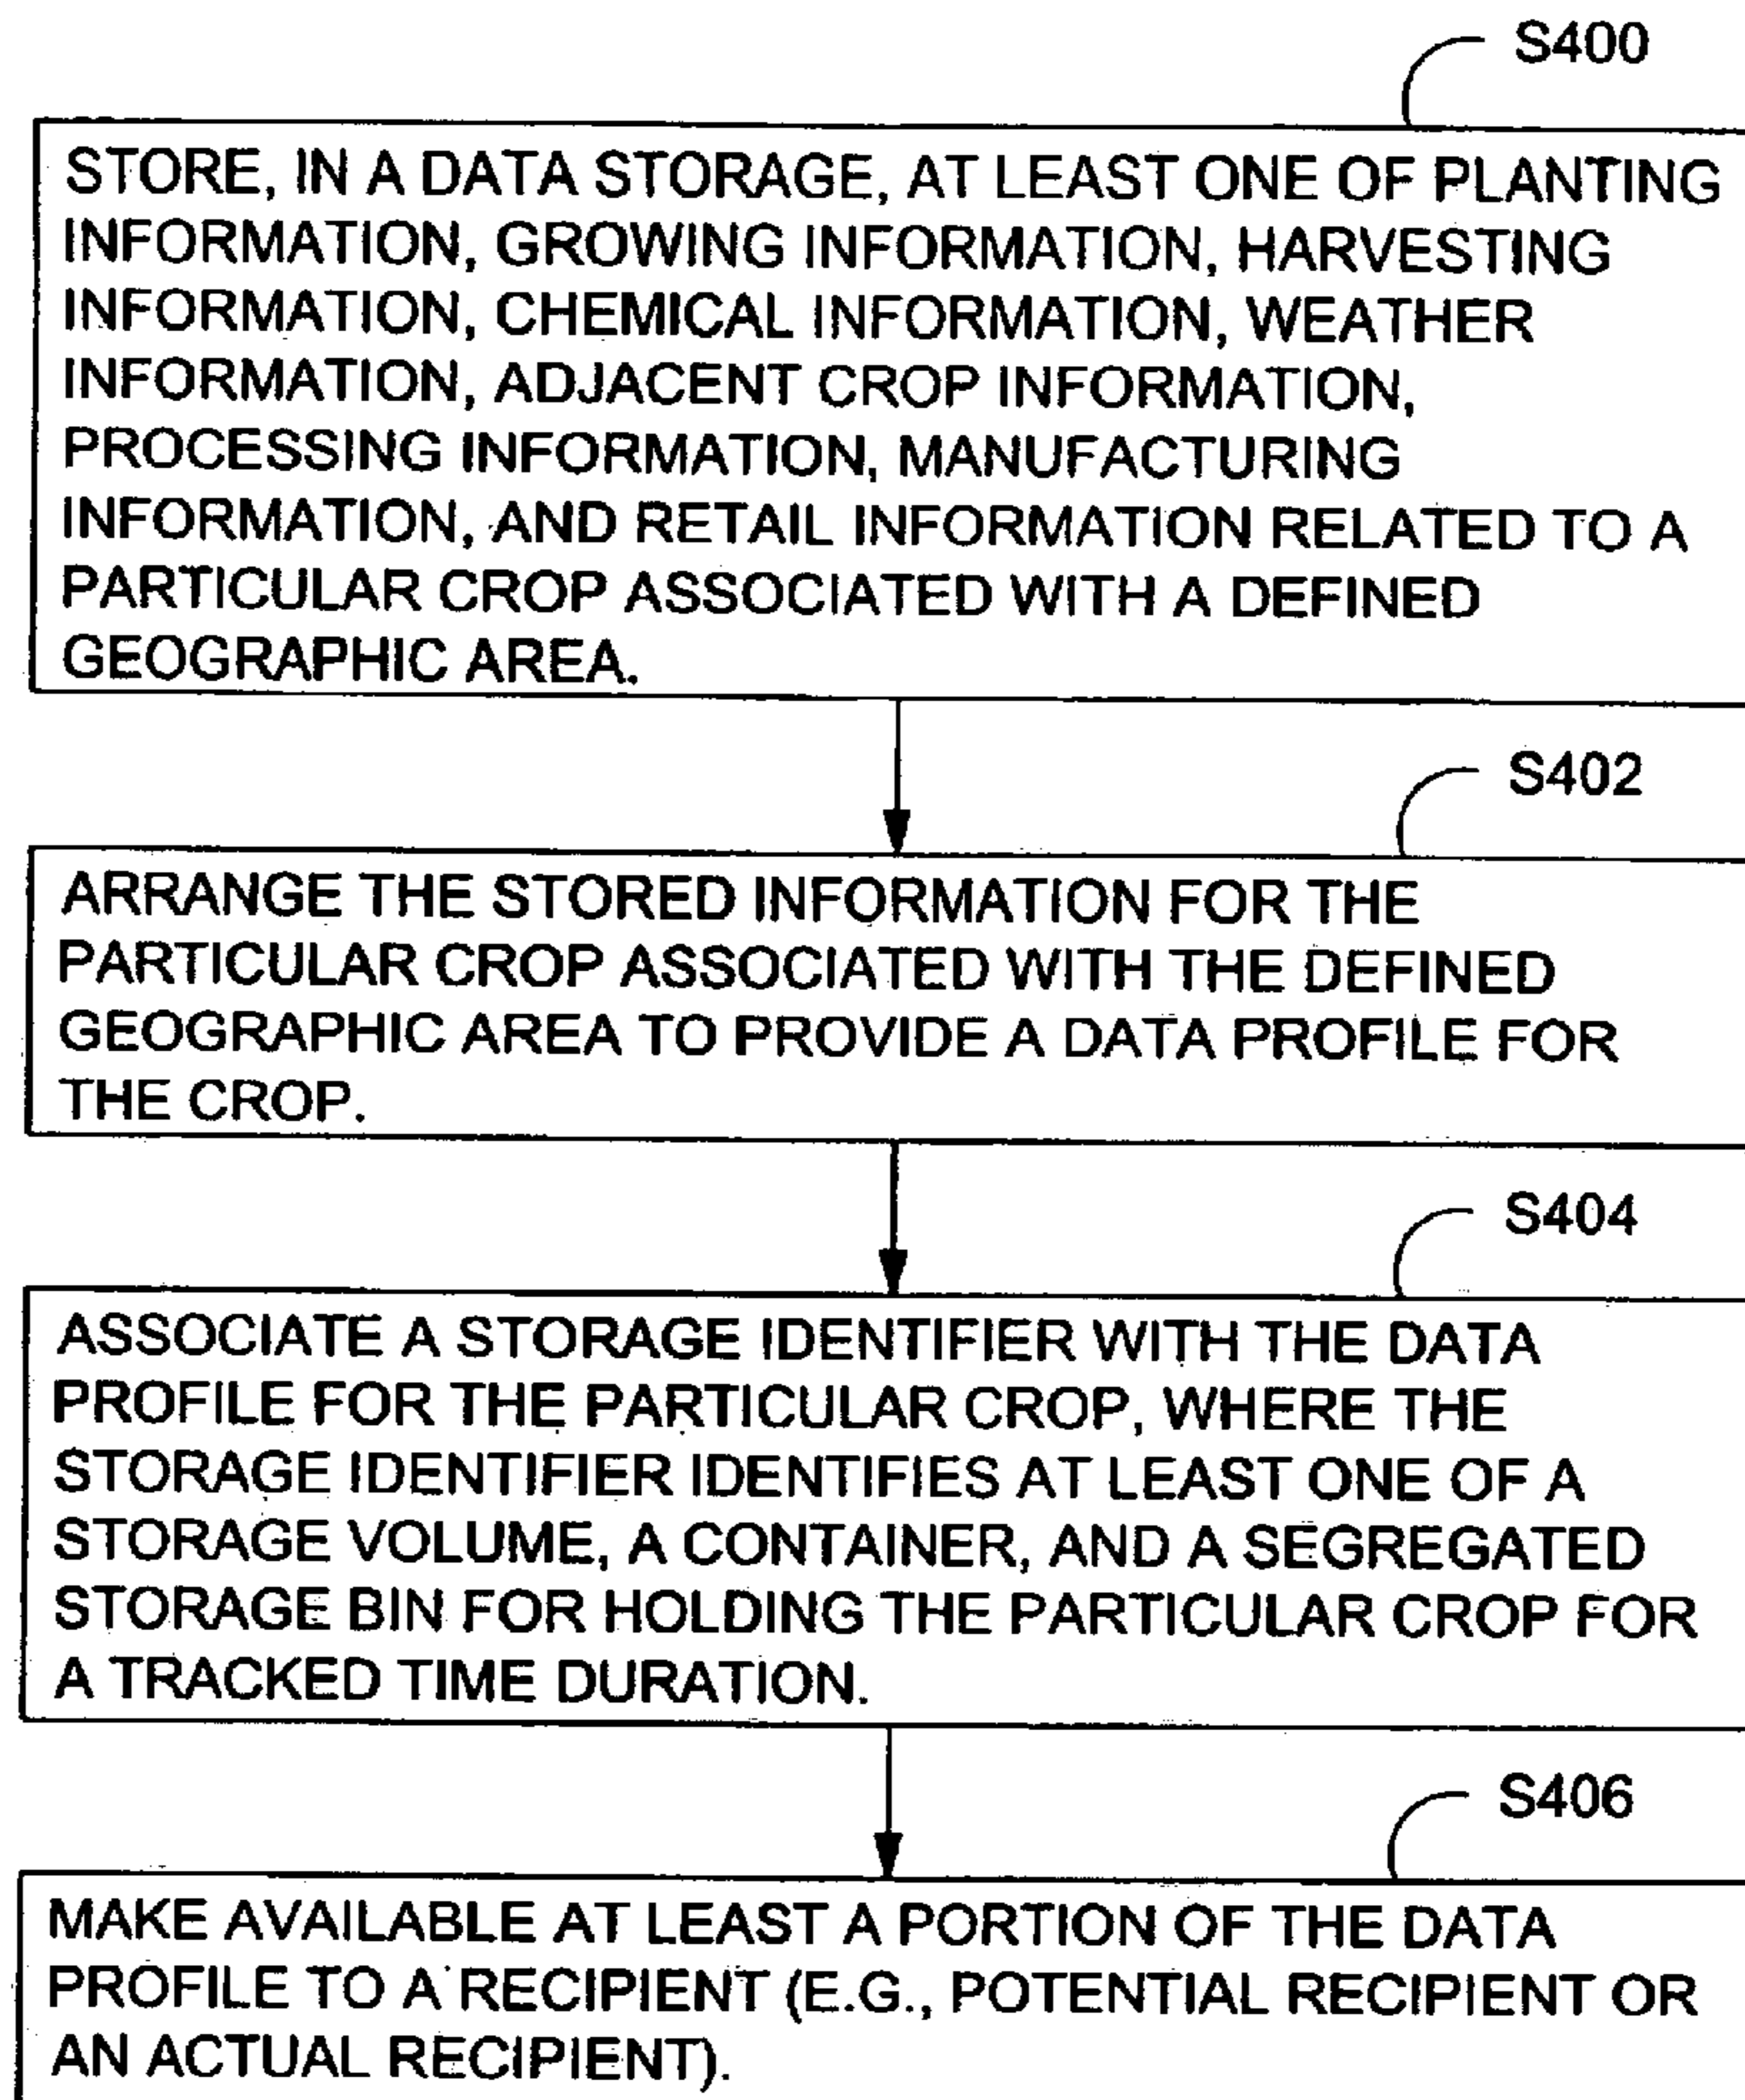 S400
STORE, IN A DATA STORAGE, AT LEAST ONE OF PLANTING
INFORMATION, GROWING INFORMATION, HARVESTING
INFORMATION, CHEMICAL INFORMATION, WEATHER
INFORMATION, ADJACENT CROP INFORMATION,
PROCESSING INFORMATION, MANUFACTURING
INFORMATION, AND RETAIL INFORMATION RELATED TO A
PARTICULAR CROP ASSOCIATED WITH A DEFINED
GEOGRAPHIC AREA.
S402
ARRANGE THE STORED INFORMATION FOR THE
PARTICULAR CROP ASSOCIATED WITH THE DEFINED
GEOGRAPHIC AREA TO PROVIDE A DATA PROFILE FOR
THE CROP.
S404
ASSOCIATE A STORAGE IDENTIFIER WITH THE DATA
PROFILE FOR THE PARTICULAR CROP, WHERE THE
STORAGE IDENTIFIER IDENTIFIES AT LEAST ONE OF A
STORAGE VOLUME, A CONTAINER, AND A SEGREGATED
STORAGE BIN FOR HOLDING THE PARTICULAR CROP FOR
A TRACKED TIME DURATION.
S406
MAKE AVAILABLE AT LEAST A PORTION OF THE DATA
PROFILE TO A RECIPIENT (E.G., POTENTIAL RECIPIENT OR
AN ACTUAL RECIPIENT).